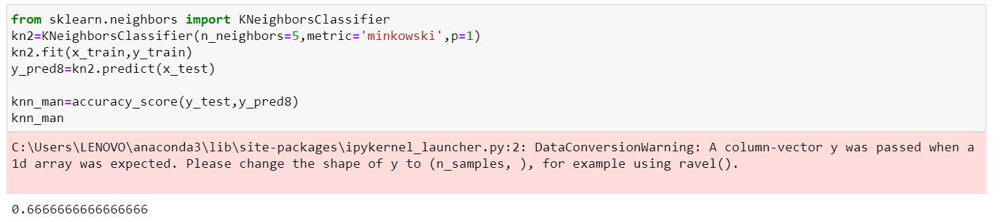 from sklearn.neighbors import KNeighborsClassifier
kn2=KNeighborsClassifier(n_neighbors=5,metric='minkowski',p=1)
kn2.fit(x_train,y_train)
y_pred8=kn2.predict(x_test)
knn_man=accuracy_score(y_test,y_pred8)
knn_man
C:\Users\LENOVO\anaconda3\lib\site-packages\ipykernel_launcher.py:2: DataConversionWarning: A column-vector y was passed when a
1d array was expected. Please change the shape of y to (n_samples, ), for example using ravel().
0.6666666666666666